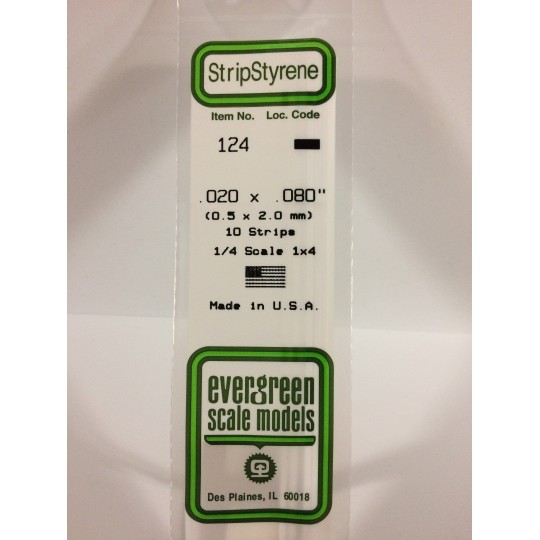 StripStyrene
Item No. Loc. Code
124
.020 x .080"
(0.5 x 2.0 mm)
10 Strips
1/4 Scale 1x4
Made in U.S.A.
evergreen
scale models
Des Plaines, IL 60018